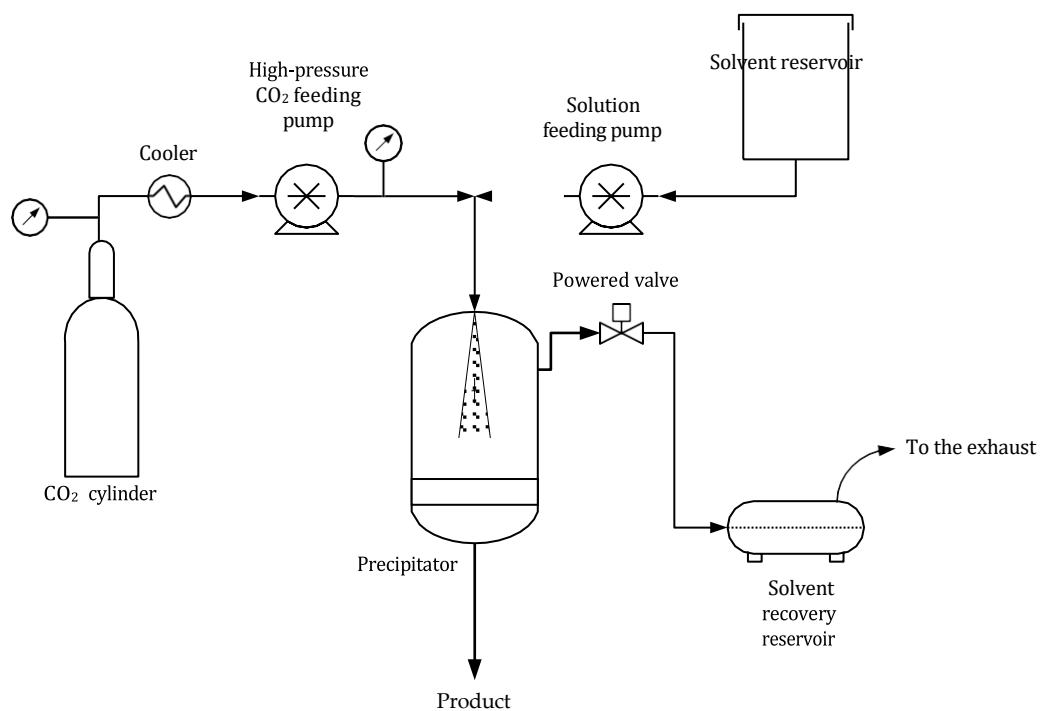 Solvent reservoir
High-pressure
CO₂ feeding
pump
Solution
feeding pump
Cooler
Powered valve
To the exhaust
CO₂ cylinder
Precipitator
Solvent
recovery
reservoir
Product